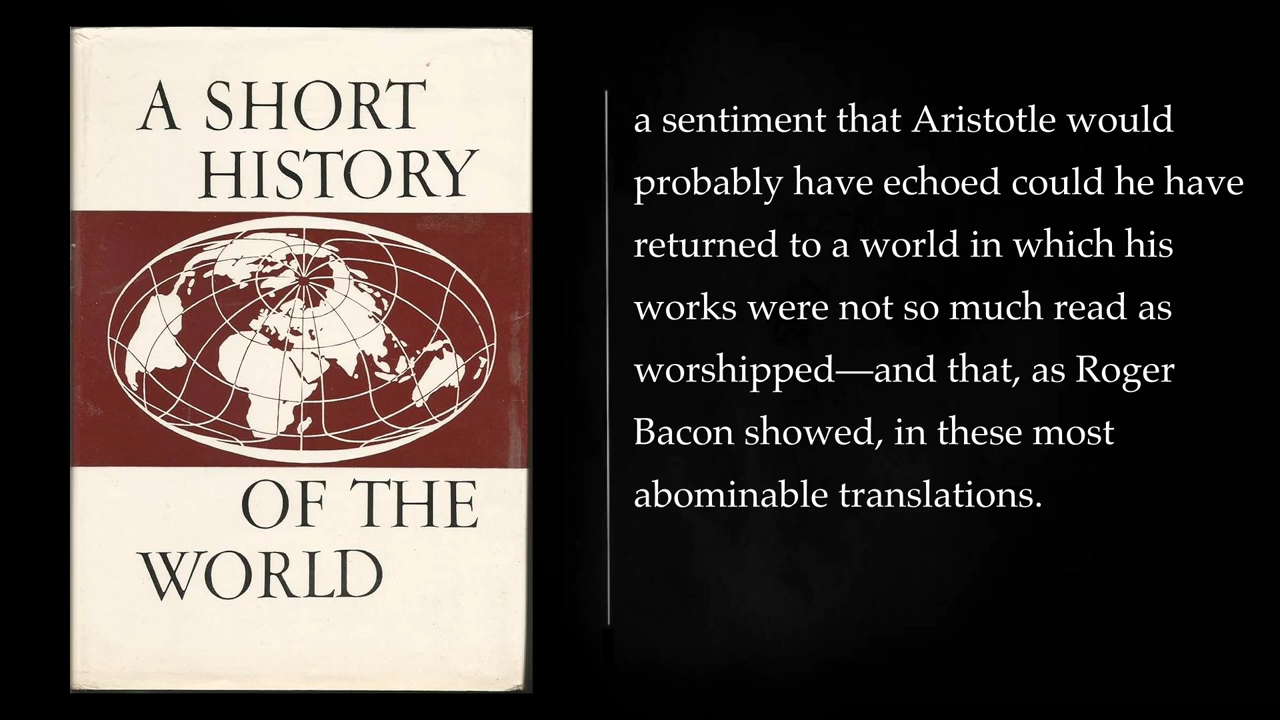 A SHORT
HISTORY
OF THE
WORLD
a sentiment that Aristotle would
probably have echoed could he have
returned to a world in which his
works were not so much read as
worshipped—and that, as Roger
Bacon showed, in these most
abominable translations.